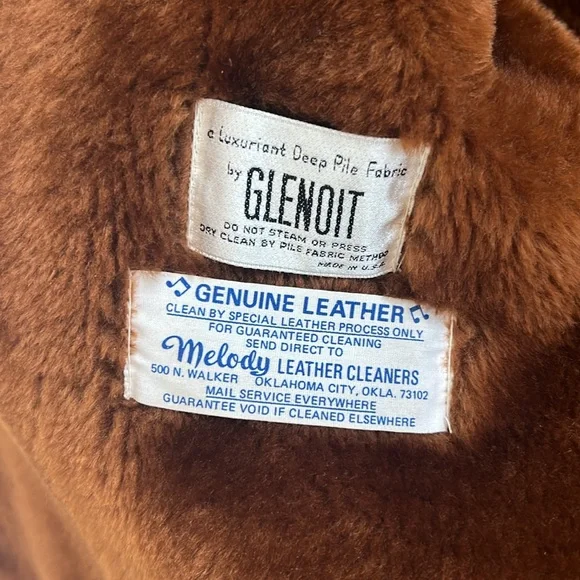 a Luxuriant Deep Pile Fabric
by GLENOIT
DO NOT STEAM OR PRESS
DRY CLEAN BY PILE FABRIC METHOD
MADE IN U.S.A.
♫ GENUINE LEATHER ♫
CLEAN BY SPECIAL LEATHER PROCESS ONLY
FOR GUARANTEED CLEANING
SEND DIRECT TO
Melody LEATHER CLEANERS
500 N. WALKER OKLAHOMA CITY, OKLA. 73102
MAIL SERVICE EVERYWHERE
GUARANTEE VOID IF CLEANED ELSEWHERE